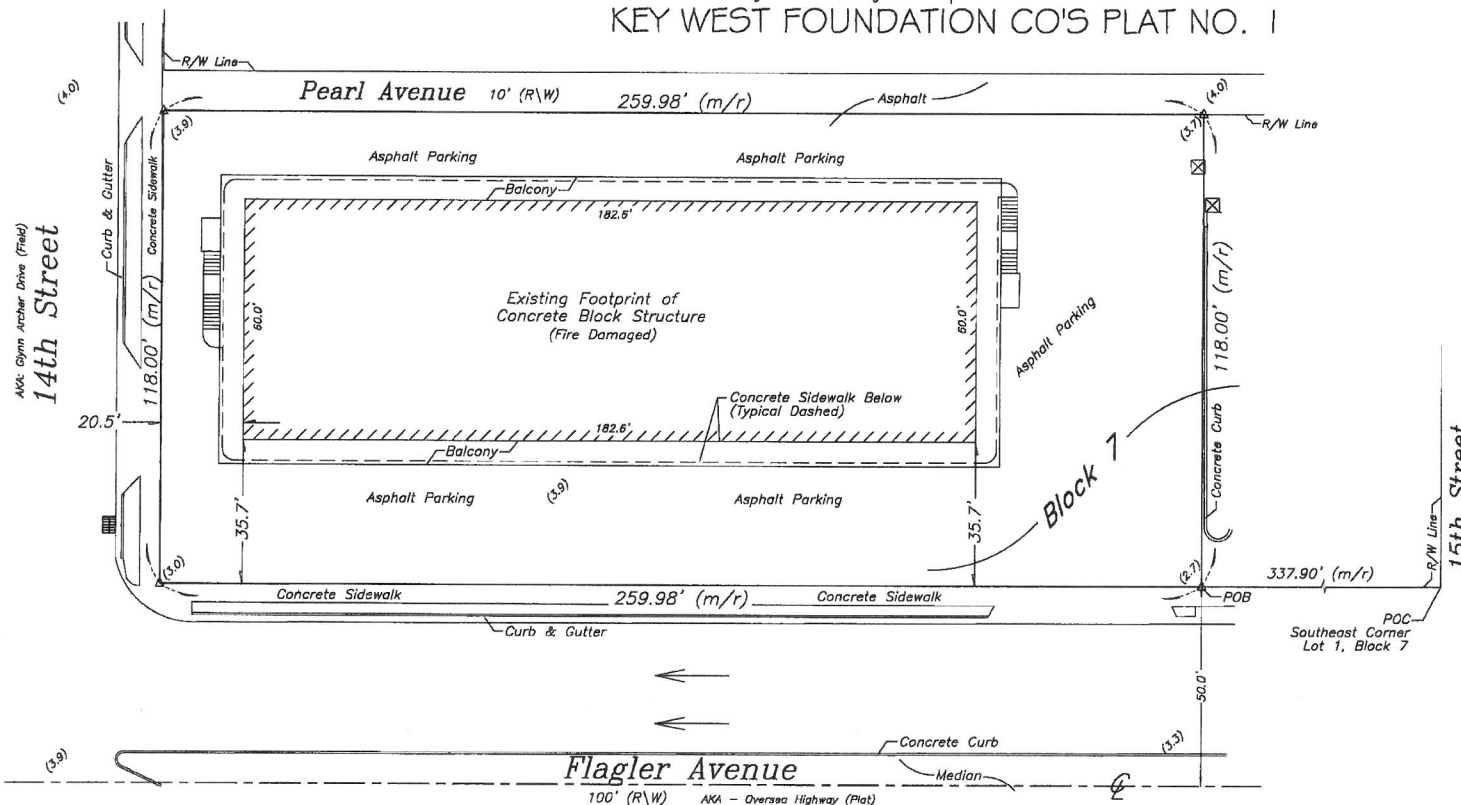 KEY WEST FOUNDATION CO'S PLAT NO. 1
R/W Line
Pearl Avenue 10' (R\W) 259.98' (m/r)
Asphalt
(4.0)
(4.0)
(3.9)
(3.7)
R/W Line
Asphalt Parking
Asphalt Parking
Balcony
182.6'
Curb & Gutter
Concrete Sidewalk
AKA: Glynn Archer Drive (Field)
14th Street
118.00' (m/r)
60.0'
Existing Footprint of
Concrete Block Structure
(Fire Damaged)
60.0'
Asphalt Parking
118.00' (m/r)
Concrete Sidewalk Below
(Typical Dashed)
20.5'
182.6'
Balcony
Block 7
Concrete Curb
15th Street
Asphalt Parking
(3.9)
Asphalt Parking
35.7'
35.7'
R/W Line
(3.0)
(2.7)
337.90' (m/r)
Concrete Sidewalk
259.98' (m/r)
Concrete Sidewalk
POB
Curb & Gutter
POC
Southeast Corner
Lot 1, Block 7
50.0'
Concrete Curb
(3.3)
(3.9)
Flagler Avenue
Median
100' (R\W) AKA - Oversea Highway (Plat)